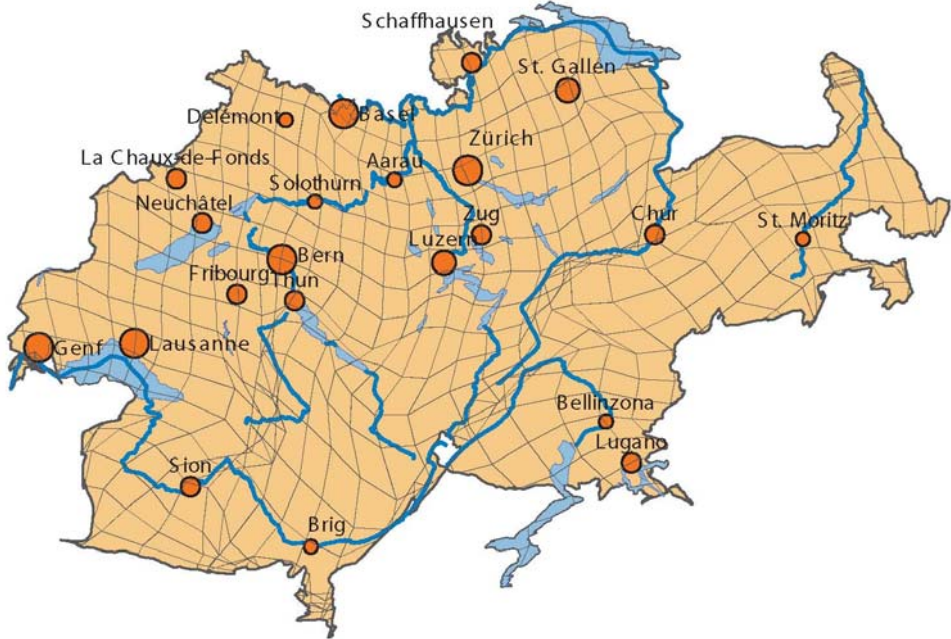 Schaffhausen
St. Gallen
Delémont
Basel
Zürich
La Chaux-de-Fonds
Aarau
Solothurn
Neuchâtel
Zug
Chur
St. Moritz
Luzern
Bern
Fribourg
Thun
Genf
Lausanne
Bellinzona
Lugano
Sion
Brig